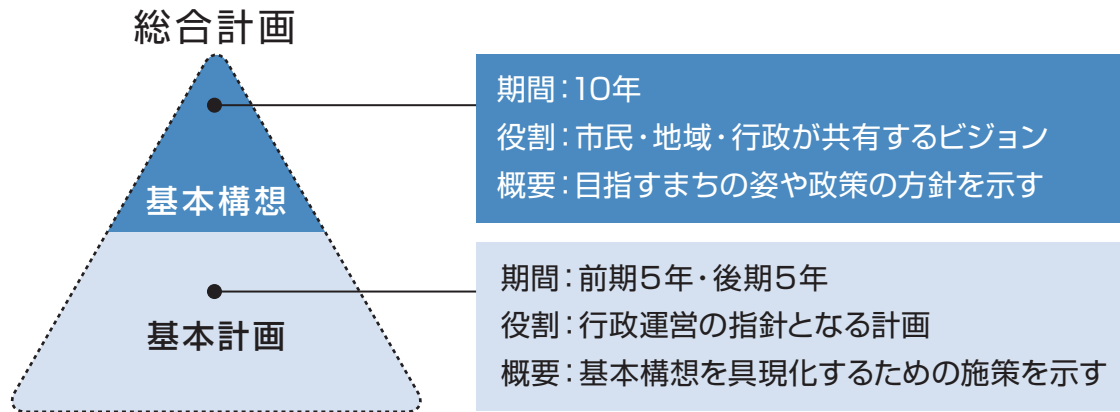 総合計画
基本構想
期間：10年
役割：市民・地域・行政が共有するビジョン
概要：目指すまちの姿や政策の方針を示す
基本計画
期間：前期5年・後期5年
役割：行政運営の指針となる計画
概要：基本構想を具現化するための施策を示す